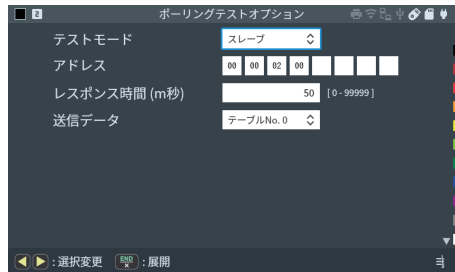 2 ポーリングテストオプション
テストモード スレーブ
アドレス 00 00 02 00
レスポンス時間 (m秒) 50 [0-99999]
送信データ テーブルNo. 0
:選択変更 END × :展開